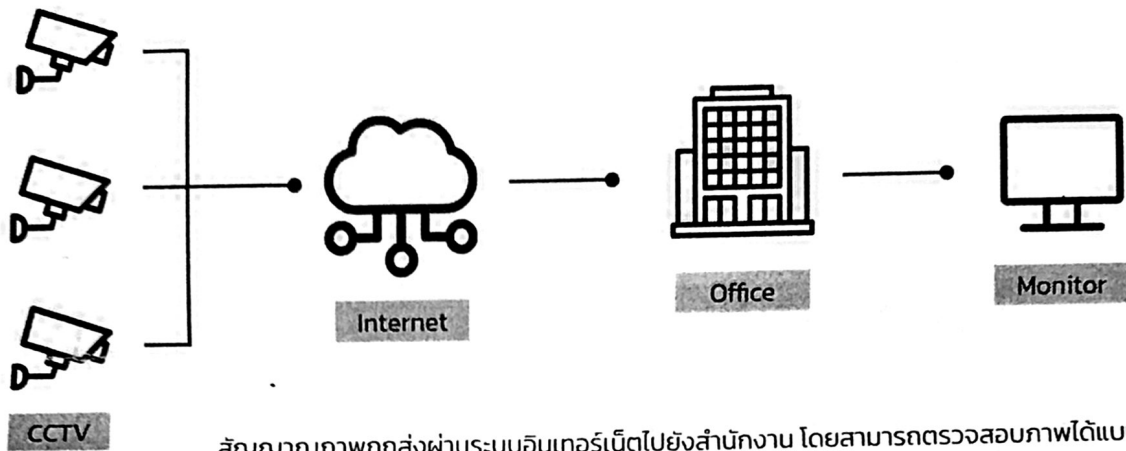 Office
Monitor
Internet
CCTV
สัญญาณภาพถูกส่งผ่านระบบอินเทอร์เน็ตไปยังสำนักงาน โดยสามารถตรวจสอบภาพได้